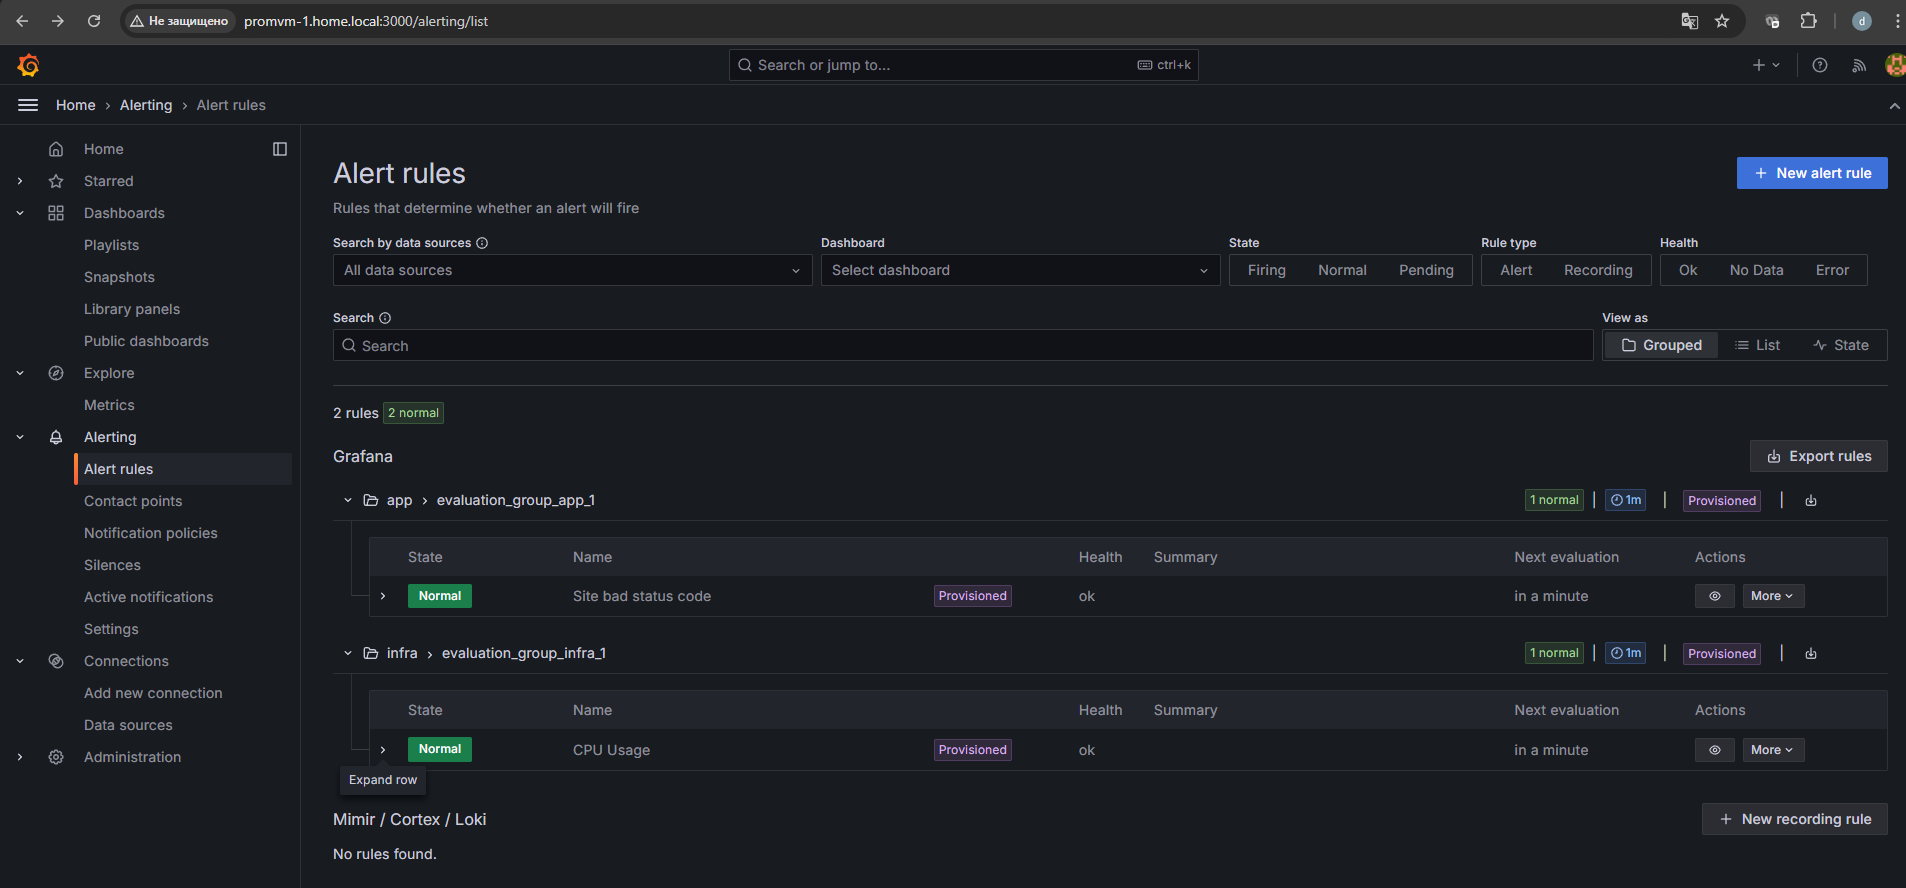 Не защищено
promvm-1.home.local:3000/alerting/list
d
Search or jump to...
ctrl+k
Home
Alerting
Alert rules
Home
Starred
Dashboards
Playlists
Snapshots
Library panels
Public dashboards
Explore
Metrics
Alerting
Alert rules
Contact points
Notification policies
Silences
Active notifications
Settings
Connections
Add new connection
Data sources
Administration
Alert rules
New alert rule
Rules that determine whether an alert will fire
Search by data sources
Dashboard
State
Rule type
Health
All data sources
Select dashboard
Firing
Normal
Pending
Alert
Recording
Ok
No Data
Error
Search
View as
Search
Grouped
List
State
2 rules 2 normal
Grafana
Export rules
app > evaluation_group_app_1
1 normal
1m
Provisioned
State
Name
Health
Summary
Next evaluation
Actions
Normal
Site bad status code
Provisioned
ok
in a minute
More
infra > evaluation_group_infra_1
1 normal
1m
Provisioned
State
Name
Health
Summary
Next evaluation
Actions
Normal
CPU Usage
Provisioned
ok
in a minute
More
Expand row
Mimir / Cortex / Loki
New recording rule
No rules found.